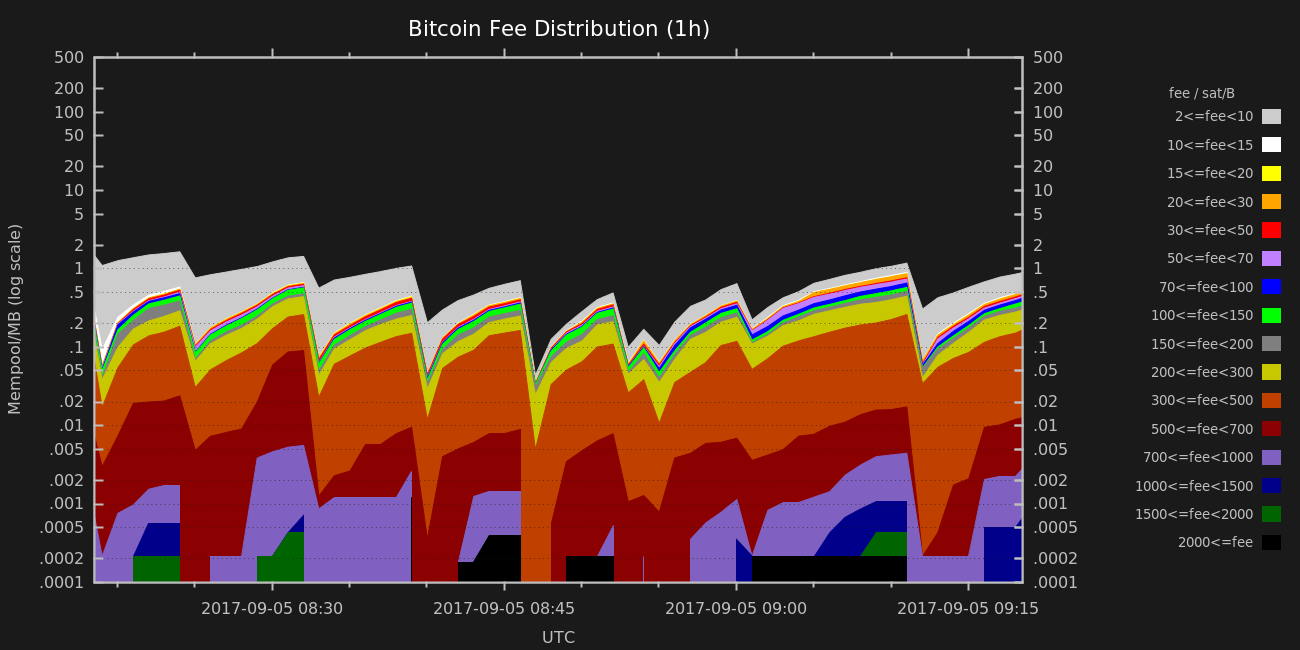 Bitcoin Fee Distribution (1h)
500 500
200 200
100 100
50 50
20 20
10 10
5 5
2 2
1 1
.5 .5
.2 .2
.1 .1
.05 .05
.02 .02
.01 .01
.005 .005
.002 .002
.001 .001
.0005 .0005
.0002 .0002
.0001 .0001
Mempool/MB (log scale)
2017-09-05 08:30 2017-09-05 08:45 2017-09-05 09:00 2017-09-05 09:15
UTC
fee / sat/B
2<=fee<10
10<=fee<15
15<=fee<20
20<=fee<30
30<=fee<50
50<=fee<70
70<=fee<100
100<=fee<150
150<=fee<200
200<=fee<300
300<=fee<500
500<=fee<700
700<=fee<1000
1000<=fee<1500
1500<=fee<2000
2000<=fee